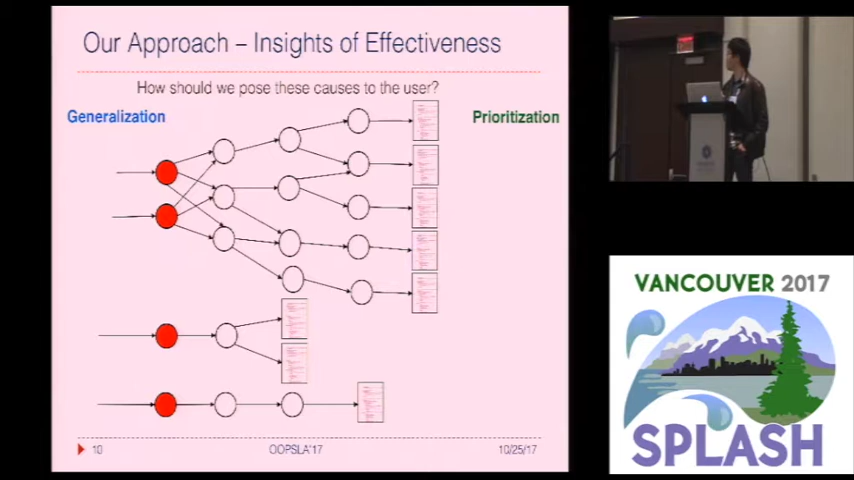 Our Approach – Insights of Effectiveness
How should we pose these causes to the user?
Generalization
Prioritization
10
OOPSLA'17
10/25/17
VANCOUVER 2017
SPLASH